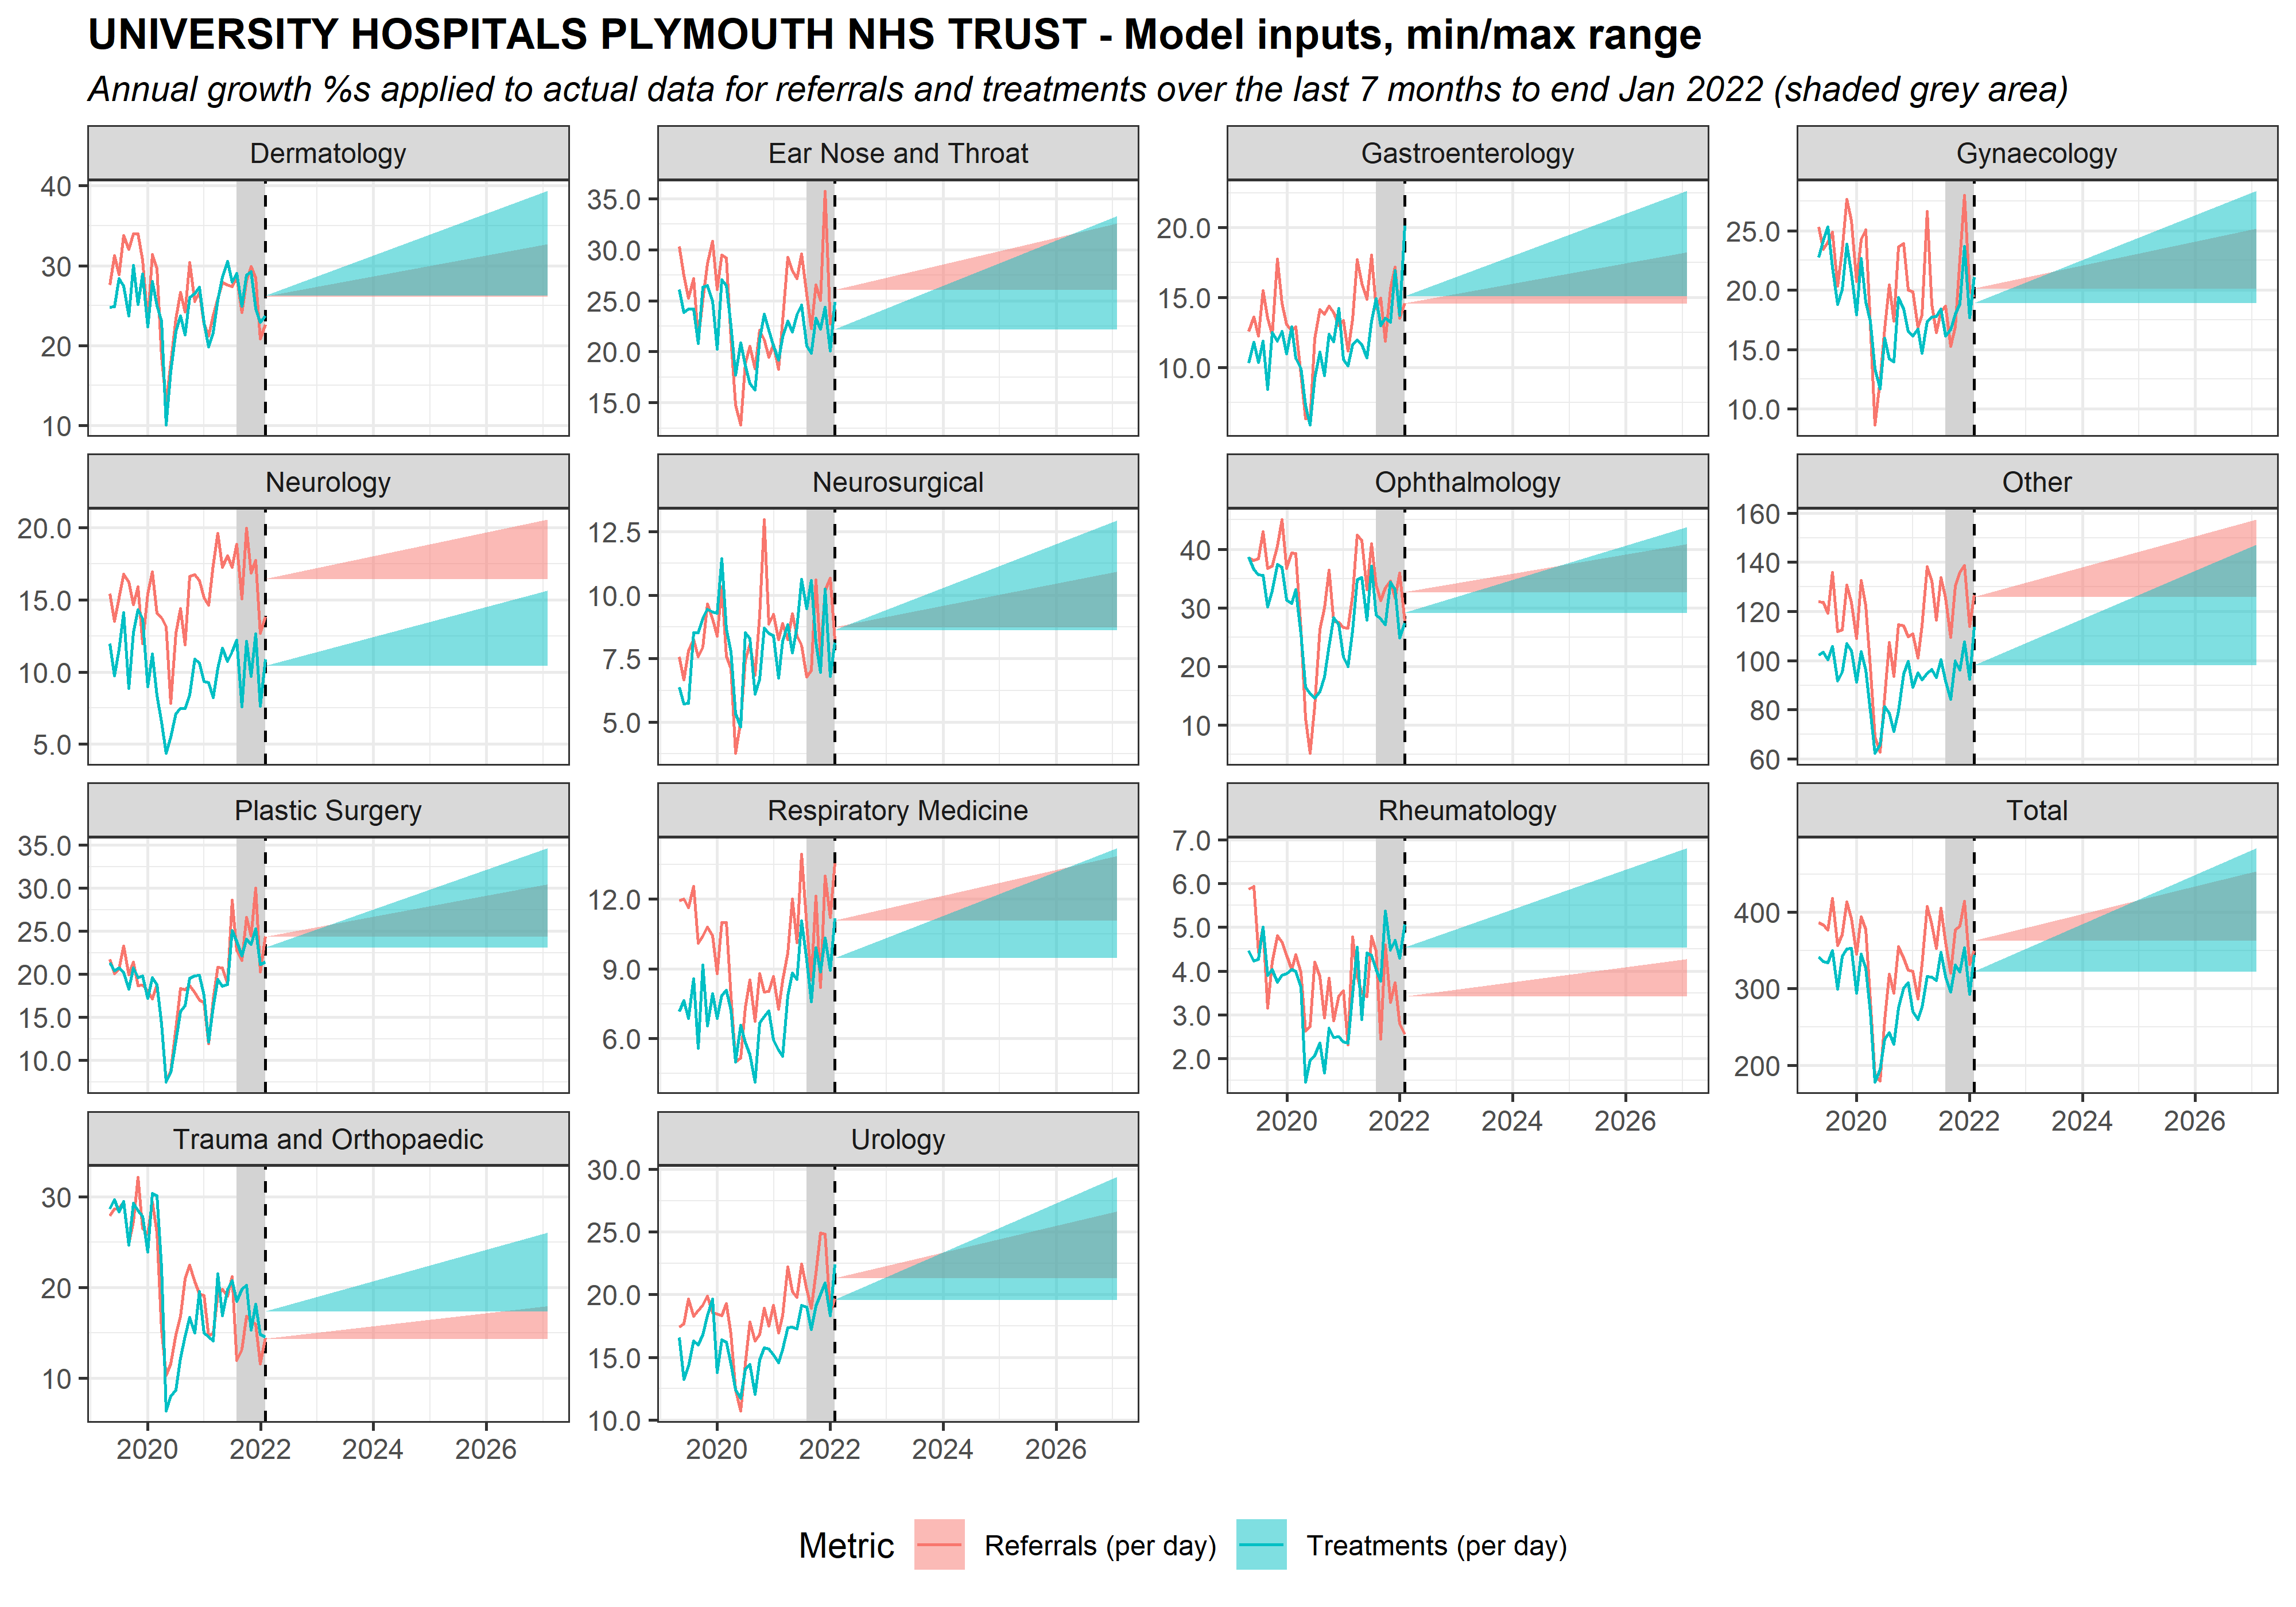 UNIVERSITY HOSPITALS PLYMOUTH NHS TRUST - Model inputs, min/max range
Annual growth %s applied to actual data for referrals and treatments over the last 7 months to end Jan 2022 (shaded grey area)
Dermatology
40
30
20
10
Ear Nose and Throat
35.0
30.0
25.0
20.0
15.0
Gastroenterology
20.0
15.0
10.0
Gynaecology
25.0
20.0
15.0
10.0
Neurology
20.0
15.0
10.0
5.0
Neurosurgical
12.5
10.0
7.5
5.0
Ophthalmology
40
30
20
10
Other
160
140
120
100
80
60
Plastic Surgery
35.0
30.0
25.0
20.0
15.0
10.0
Respiratory Medicine
12.0
9.0
6.0
Rheumatology
7.0
6.0
5.0
4.0
3.0
2.0
2020 2022 2024 2026
Total
400
300
200
2020 2022 2024 2026
Trauma and Orthopaedic
30
20
10
2020 2022 2024 2026
Urology
30.0
25.0
20.0
15.0
10.0
2020 2022 2024 2026
Metric Referrals (per day) Treatments (per day)